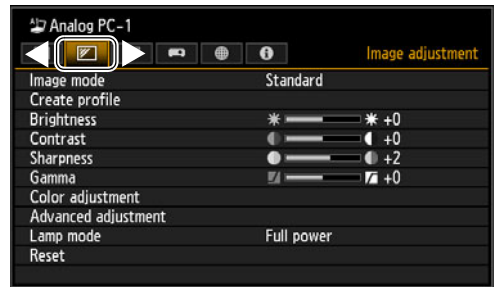 Analog PC-1
Image adjustment
Image mode Standard
Create profile
Brightness +0
Contrast +0
Sharpness +2
Gamma +0
Color adjustment
Advanced adjustment
Lamp mode Full power
Reset